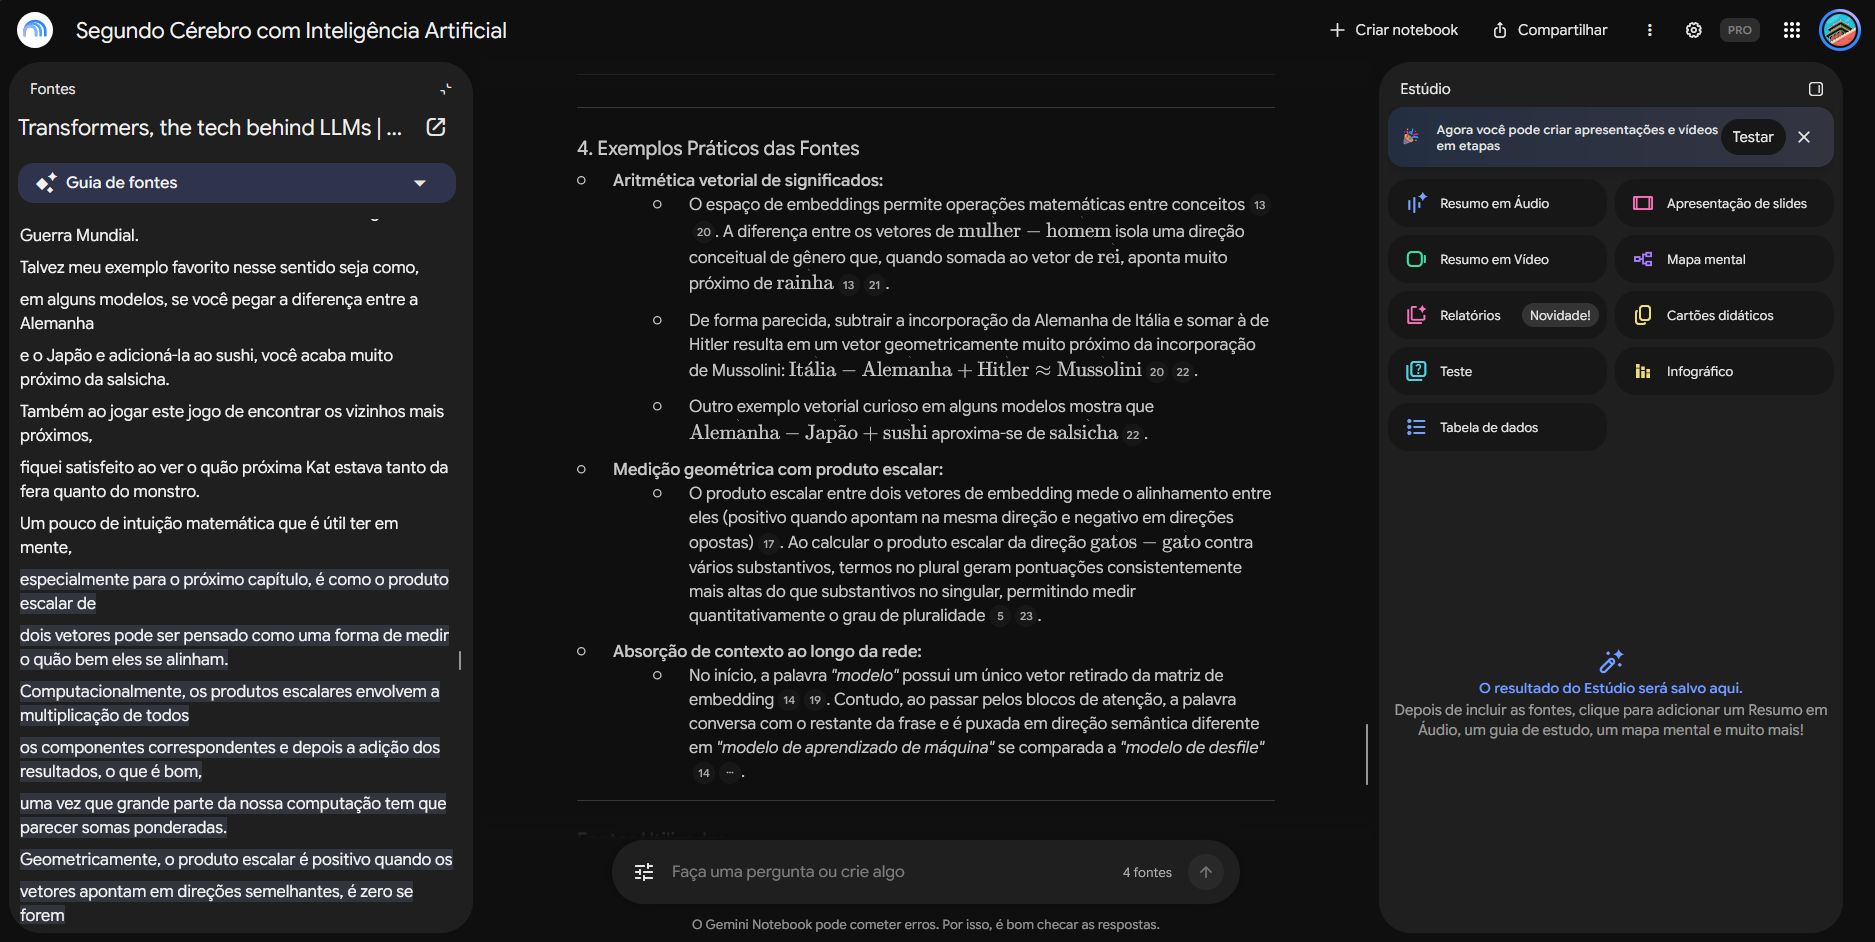 Segundo Cérebro com Inteligência Artificial
Criar notebook
Compartilhar
PRO
Fontes
Transformers, the tech behind LLMs | ...
Guia de fontes
Guerra Mundial.
Talvez meu exemplo favorito nesse sentido seja como,
em alguns modelos, se você pegar a diferença entre a
Alemanha
e o Japão e adicioná-la ao sushi, você acaba muito
próximo da salsicha.
Também ao jogar este jogo de encontrar os vizinhos mais
próximos,
fiquei satisfeito ao ver o quão próxima Kat estava tanto da
fera quanto do monstro.
Um pouco de intuição matemática que é útil ter em
mente,
especialmente para o próximo capítulo, é como o produto
escalar de
dois vetores pode ser pensado como uma forma de medir
o quão bem eles se alinham.
Computacionalmente, os produtos escalares envolvem a
multiplicação de todos
os componentes correspondentes e depois a adição dos
resultados, o que é bom,
uma vez que grande parte da nossa computação tem que
parecer somas ponderadas.
Geometricamente, o produto escalar é positivo quando os
vetores apontam em direções semelhantes, é zero se
forem
4. Exemplos Práticos das Fontes
Aritmética vetorial de significados:
O espaço de embeddings permite operações matemáticas entre conceitos 13
20 . A diferença entre os vetores de mulher − homem isola uma direção
conceitual de gênero que, quando somada ao vetor de rei, aponta muito
próximo de rainha 13 21 .
De forma parecida, subtrair a incorporação da Alemanha de Itália e somar à de
Hitler resulta em um vetor geometricamente muito próximo da incorporação
de Mussolini: Itália − Alemanha + Hitler ≈ Mussolini 20 22 .
Outro exemplo vetorial curioso em alguns modelos mostra que
Alemanha − Japão + sushi aproxima-se de salsicha 22 .
Medição geométrica com produto escalar:
O produto escalar entre dois vetores de embedding mede o alinhamento entre
eles (positivo quando apontam na mesma direção e negativo em direções
opostas) 17 . Ao calcular o produto escalar da direção gatos − gato contra
vários substantivos, termos no plural geram pontuações consistentemente
mais altas do que substantivos no singular, permitindo medir
quantitativamente o grau de pluralidade 5 23 .
Absorção de contexto ao longo da rede:
No início, a palavra "modelo" possui um único vetor retirado da matriz de
embedding 14 19 . Contudo, ao passar pelos blocos de atenção, a palavra
conversa com o restante da frase e é puxada em direção semântica diferente
em "modelo de aprendizado de máquina" se comparada a "modelo de desfile"
14 ... .
Faça uma pergunta ou crie algo
4 fontes
O Gemini Notebook pode cometer erros. Por isso, é bom checar as respostas.
Estúdio
Agora você pode criar apresentações e vídeos
em etapas
Testar
Resumo em Áudio
Apresentação de slides
Resumo em Vídeo
Mapa mental
Relatórios
Novidade!
Cartões didáticos
Teste
Infográfico
Tabela de dados
O resultado do Estúdio será salvo aqui.
Depois de incluir as fontes, clique para adicionar um Resumo em
Áudio, um guia de estudo, um mapa mental e muito mais!